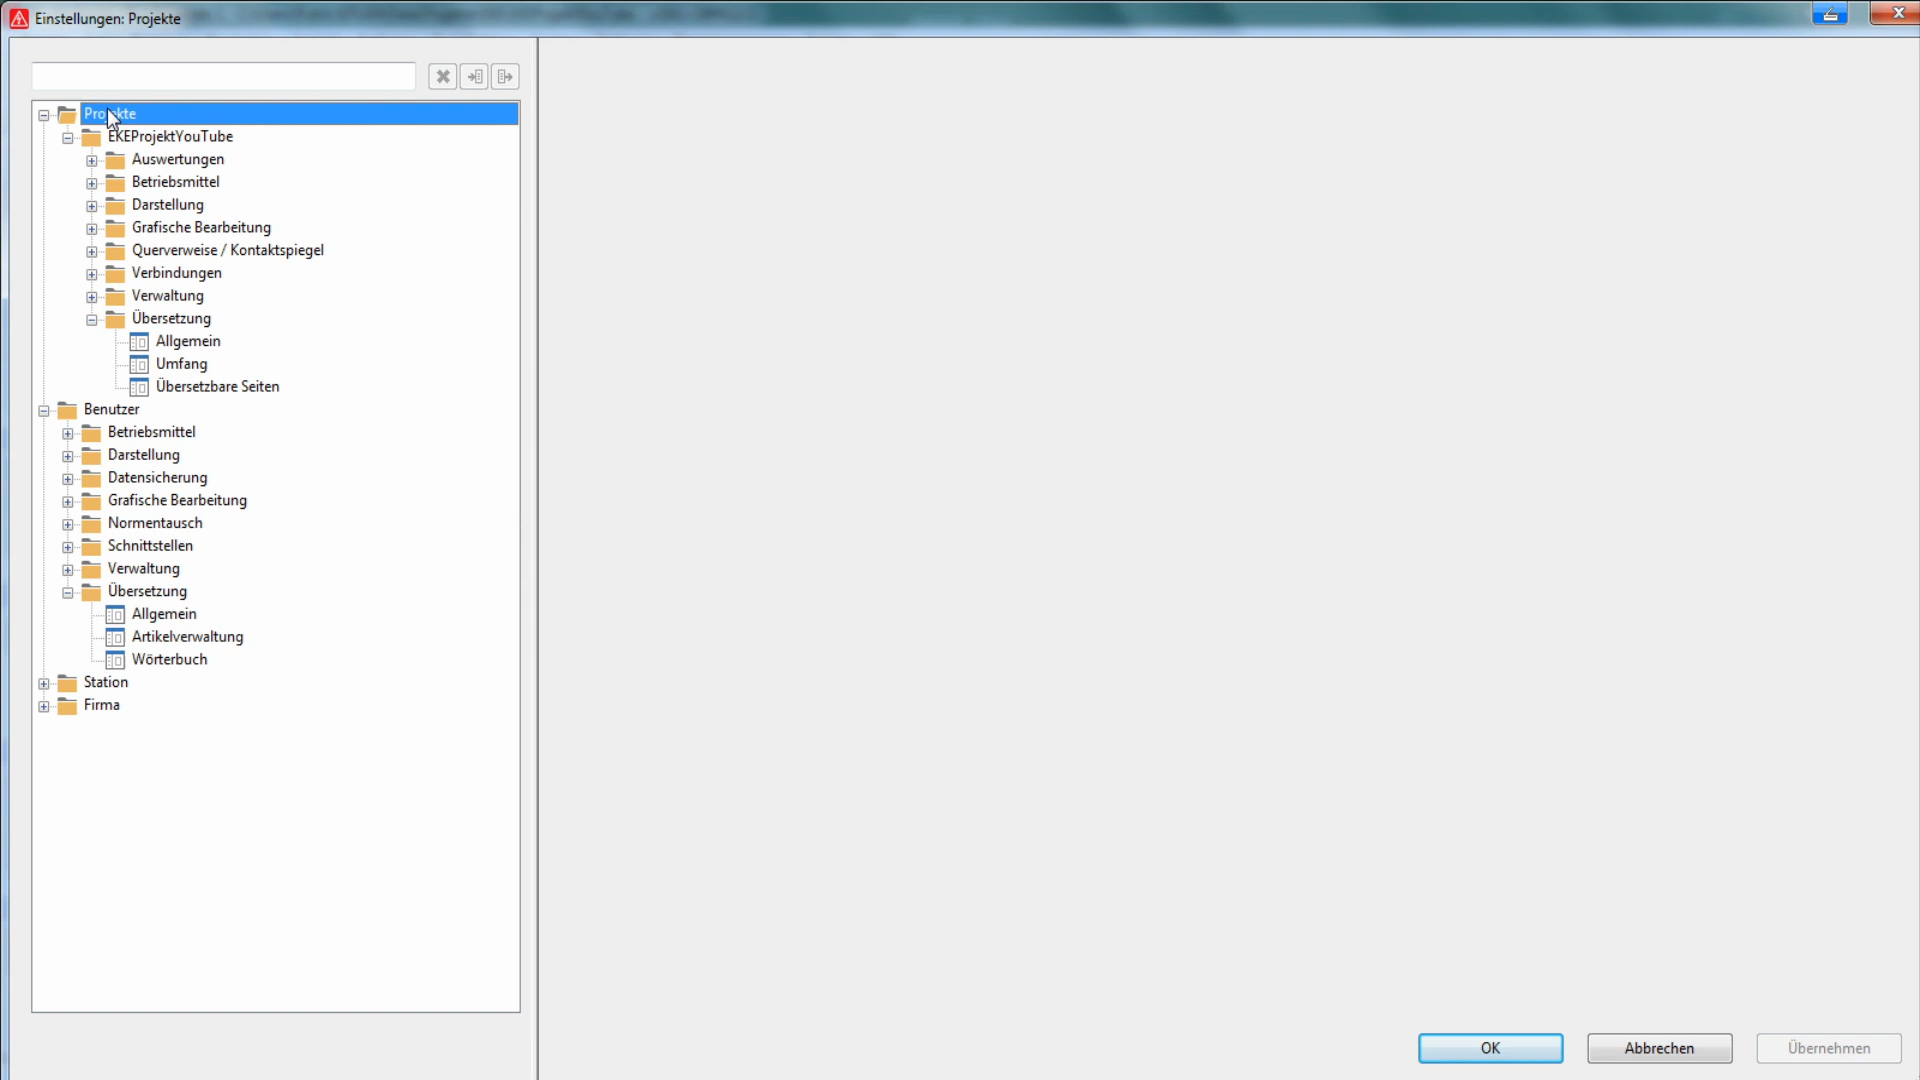 Einstellungen: Projekte
Projekte
EKEProjektYouTube
Auswertungen
Betriebsmittel
Darstellung
Grafische Bearbeitung
Querverweise / Kontaktspiegel
Verbindungen
Verwaltung
Übersetzung
Allgemein
Umfang
Übersetzbare Seiten
Benutzer
Betriebsmittel
Darstellung
Datensicherung
Grafische Bearbeitung
Normentausch
Schnittstellen
Verwaltung
Übersetzung
Allgemein
Artikelverwaltung
Wörterbuch
Station
Firma
OK Abbrechen Übernehmen